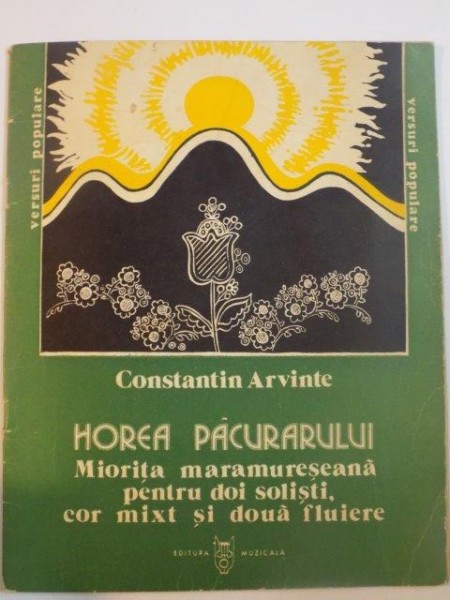 versuri populare
versuri populare
Constantin Arvinte
HOREA PĂCURARULUI
Miorița maramureșeană
pentru doi soliști,
cor mixt și două fluiere
EDITURA MUZICALĂ